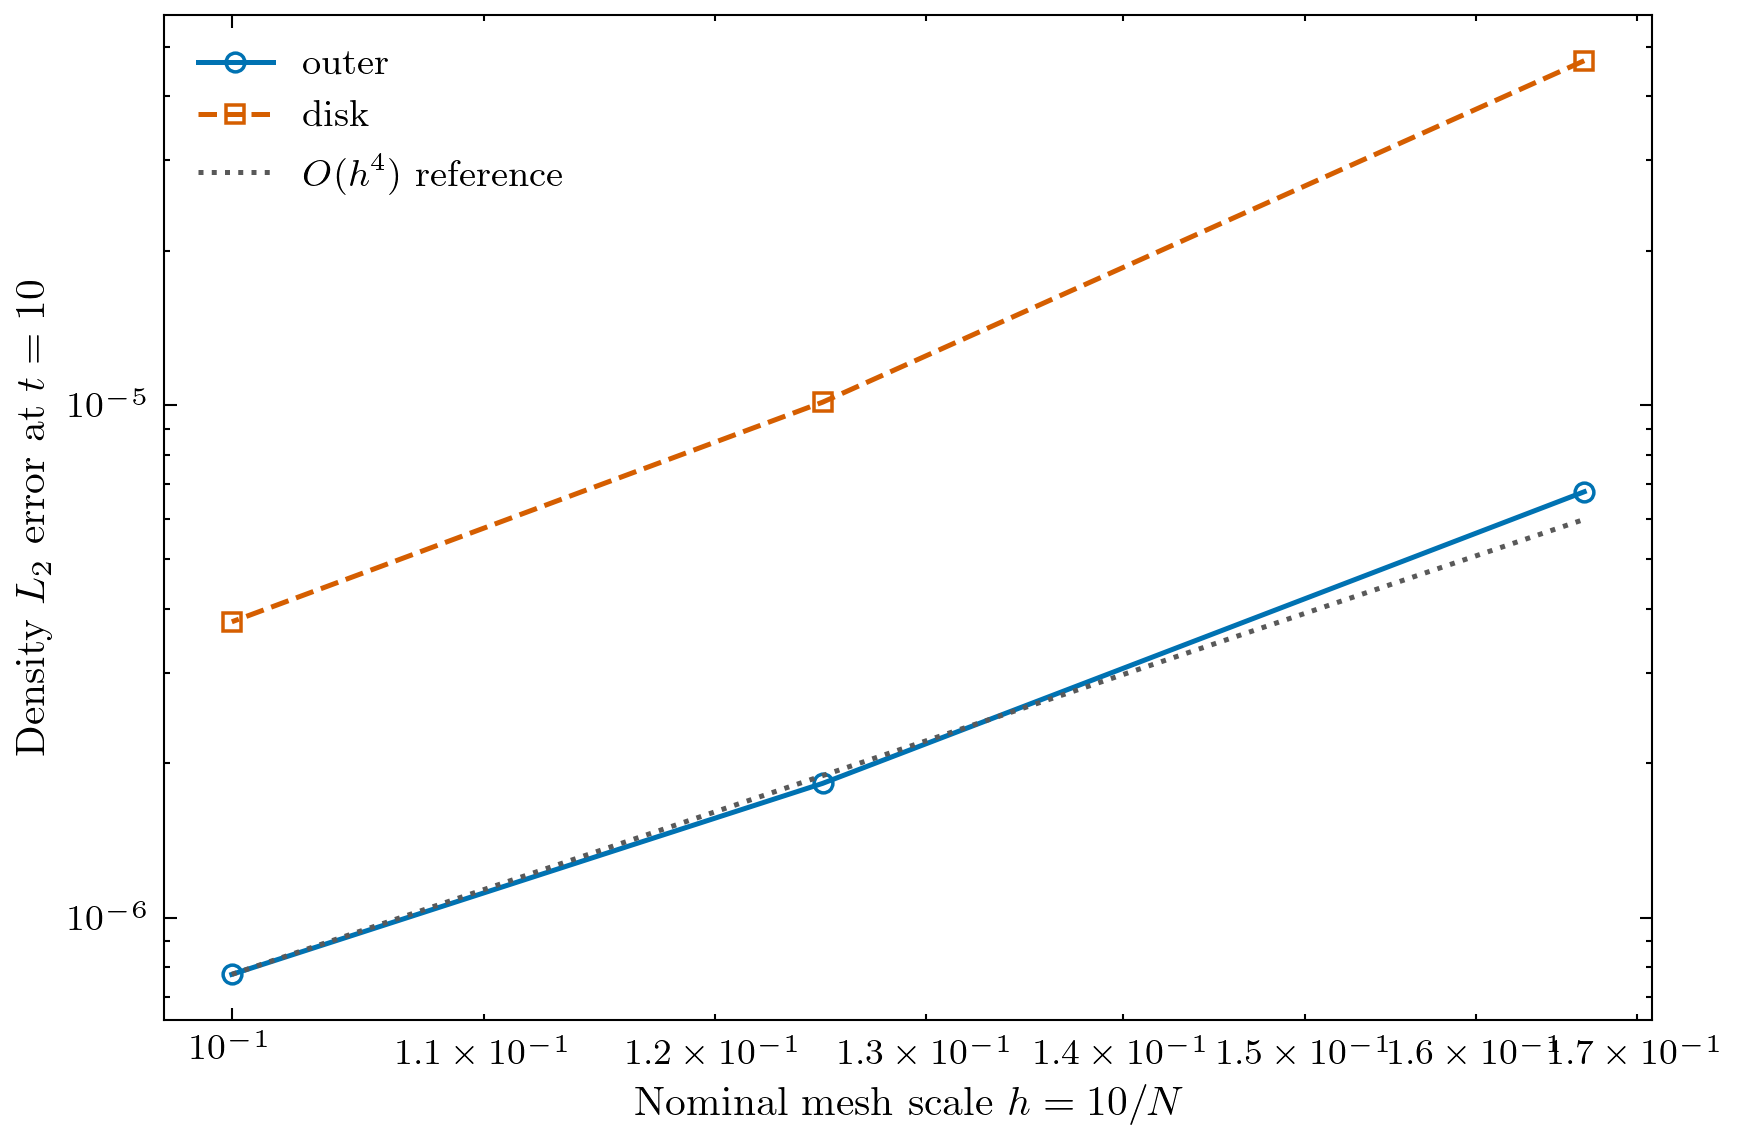 outer
disk
O(h⁴) reference
Density L₂ error at t = 10
10⁻⁵
10⁻⁶
10⁻¹
1.1 × 10⁻¹
1.2 × 10⁻¹
1.3 × 10⁻¹
1.4 × 10⁻¹
1.5 × 10⁻¹
1.6 × 10⁻¹
1.7 × 10⁻¹
Nominal mesh scale h = 10/N